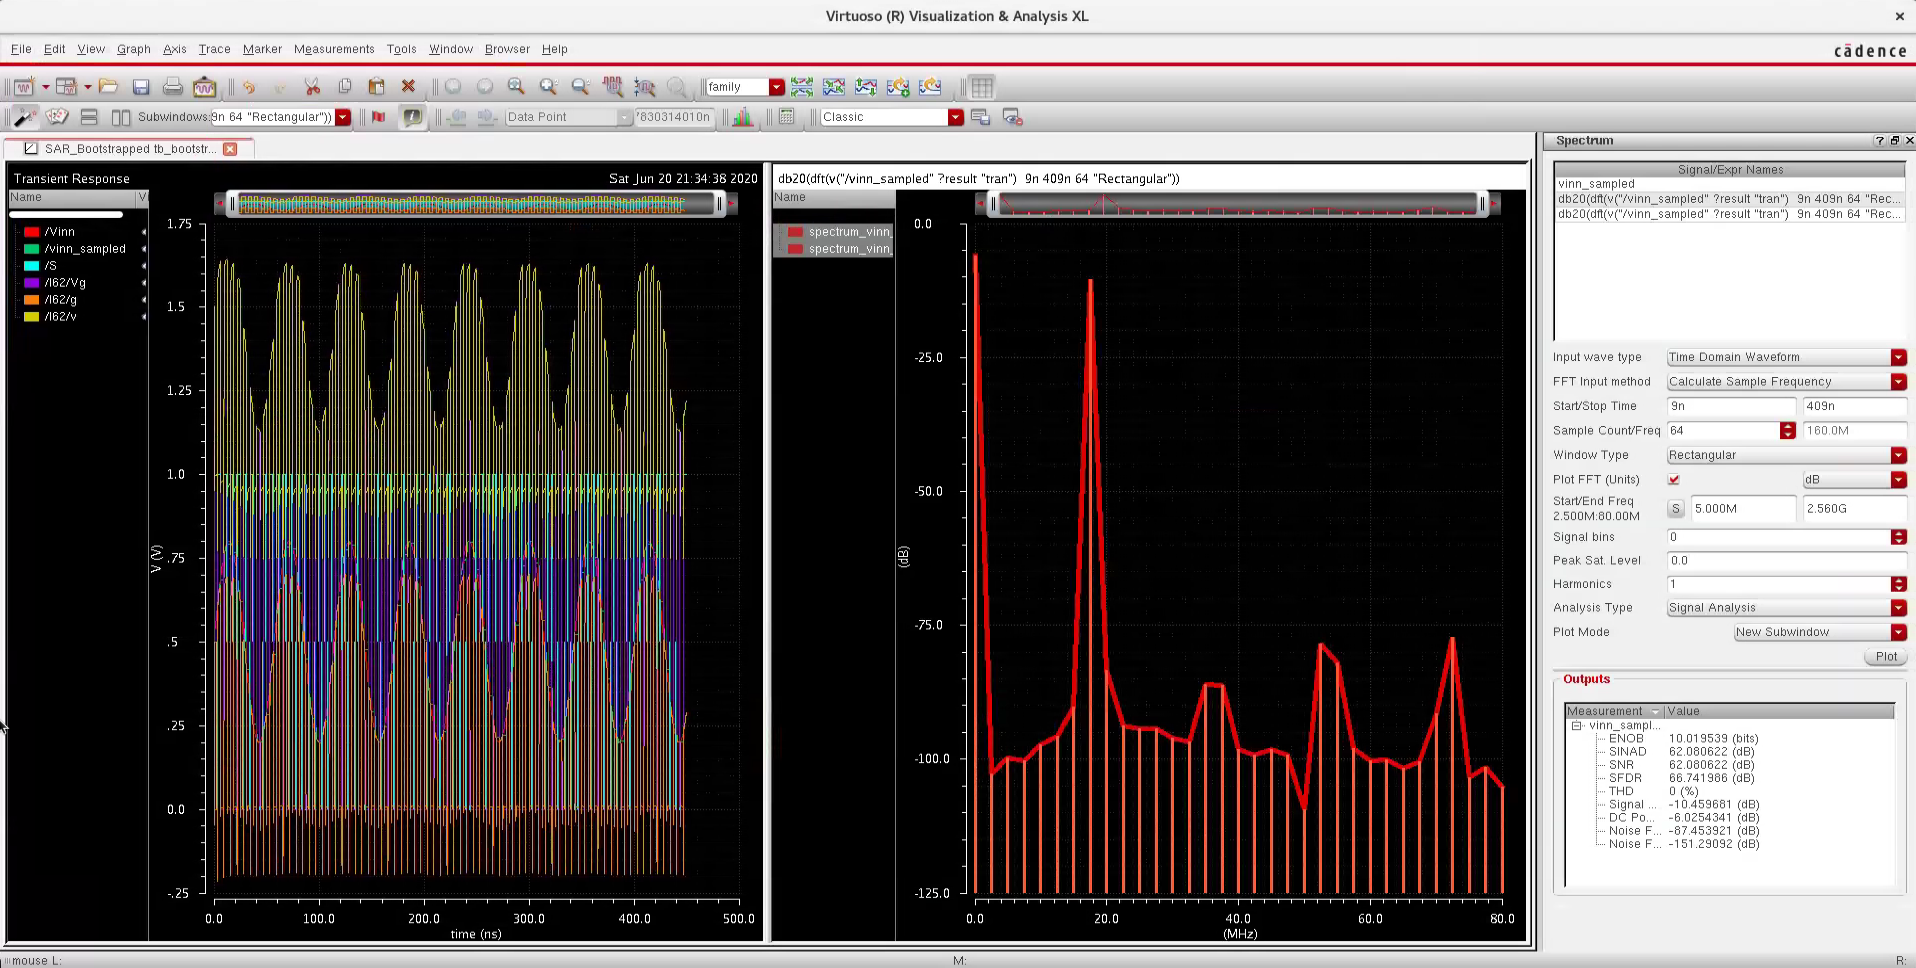 Virtuoso (R) Visualization & Analysis XL
File Edit View Graph Axis Trace Marker Measurements Tools Window Browser Help
cādence
family
Subwindows: 9n 64 "Rectangular"))
Data Point
?830314010n
Classic
SAR_Bootstrapped tb_bootstr...
Transient Response
Sat Jun 20 21:34:38 2020
Name
/Vinn
/vinn_sampled
/S
/I62/Vg
/I62/g
/I62/v
1.75
1.5
1.25
1.0
.75
.5
.25
0.0
-.25
V (V)
0.0 100.0 200.0 300.0 400.0 500.0
time (ns)
db20(dft(v("/vinn_sampled" ?result "tran") 9n 409n 64 "Rectangular"))
Name
spectrum_vinn_
spectrum_vinn_
0.0
-25.0
-50.0
-75.0
-100.0
-125.0
(dB)
0.0 20.0 40.0 60.0 80.0
(MHz)
Spectrum
Signal/Expr Names
vinn_sampled
db20(dft(v("/vinn_sampled" ?result "tran") 9n 409n 64 "Rec...
db20(dft(v("/vinn_sampled" ?result "tran") 9n 409n 64 "Rec...
Input wave type Time Domain Waveform
FFT Input method Calculate Sample Frequency
Start/Stop Time 9n 409n
Sample Count/Freq 64 160.0M
Window Type Rectangular
Plot FFT (Units) dB
Start/End Freq
2.500M:80.00M S 5.000M 2.560G
Signal bins 0
Peak Sat. Level 0.0
Harmonics 1
Analysis Type Signal Analysis
Plot Mode New Subwindow
Plot
Outputs
Measurement Value
vinn_sampl...
ENOB 10.019539 (bits)
SINAD 62.080622 (dB)
SNR 62.080622 (dB)
SFDR 66.741986 (dB)
THD 0 (%)
Signal ... -10.459681 (dB)
DC Po... -6.0254341 (dB)
Noise F... -87.453921 (dB)
Noise F... -151.29092 (dB)
mouse L: M: R: